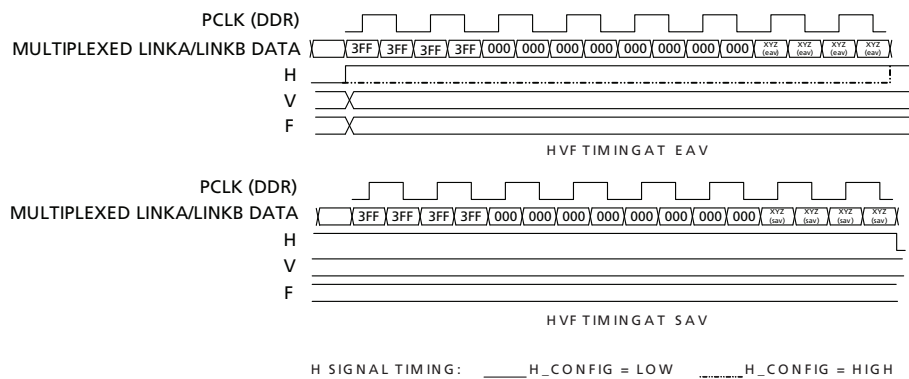 PCLK (DDR)
MULTIPLEXED LINKA/LINKB DATA 3FF 3FF 3FF 3FF 000 000 000 000 000 000 000 000 XYZ (eav) XYZ (eav) XYZ (eav) XYZ (eav)
H
V
F
HVF TIMING AT EAV
PCLK (DDR)
MULTIPLEXED LINKA/LINKB DATA 3FF 3FF 3FF 3FF 000 000 000 000 000 000 000 000 XYZ (sav) XYZ (sav) XYZ (sav) XYZ (sav)
H
V
F
HVF TIMING AT SAV
H SIGNAL TIMING: H_CONFIG = LOW H_CONFIG = HIGH